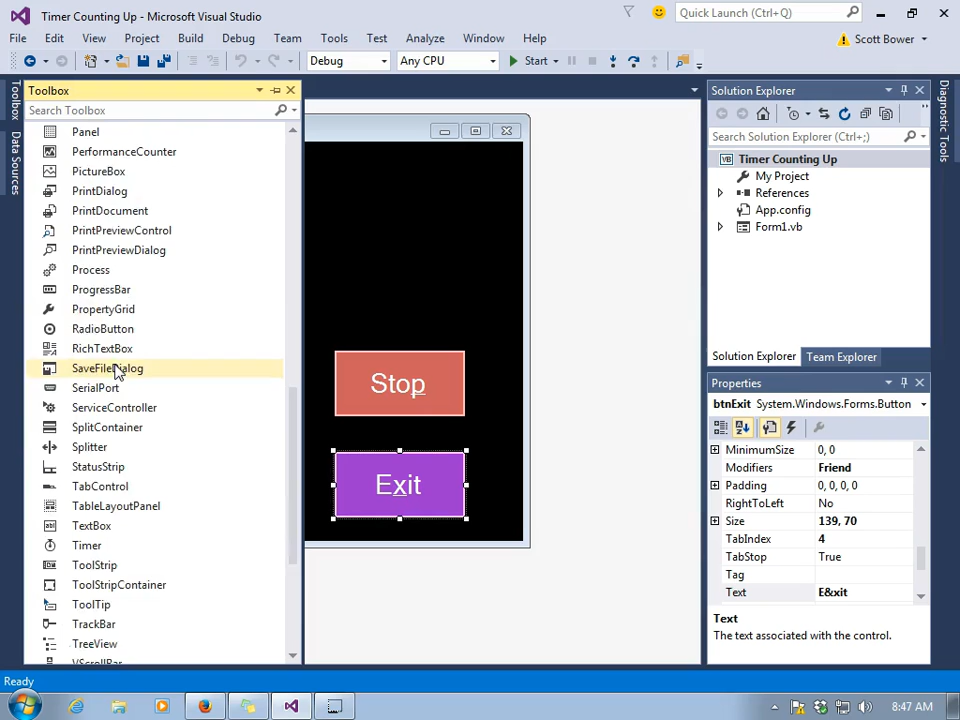 Timer Counting Up - Microsoft Visual Studio
Quick Launch (Ctrl+Q)
File Edit View Project Build Debug Team Tools Test Analyze Window Help
Scott Bower
Debug Any CPU Start
Toolbox
Data Sources
Toolbox
Search Toolbox
Panel
PerformanceCounter
PictureBox
PrintDialog
PrintDocument
PrintPreviewControl
PrintPreviewDialog
Process
ProgressBar
PropertyGrid
RadioButton
RichTextBox
SaveFileDialog
SerialPort
ServiceController
SplitContainer
Splitter
StatusStrip
TabControl
TableLayoutPanel
TextBox
Timer
ToolStrip
ToolStripContainer
ToolTip
TrackBar
TreeView
VScrollBar
Stop
Exit
Solution Explorer
Search Solution Explorer (Ctrl+;)
VB Timer Counting Up
My Project
References
App.config
Form1.vb
Solution Explorer Team Explorer
Properties
btnExit System.Windows.Forms.Button
MinimumSize 0, 0
Modifiers Friend
Padding 0, 0, 0, 0
RightToLeft No
Size 139, 70
TabIndex 4
TabStop True
Tag
Text E&xit
Text
The text associated with the control.
Diagnostic Tools
Ready
8:47 AM